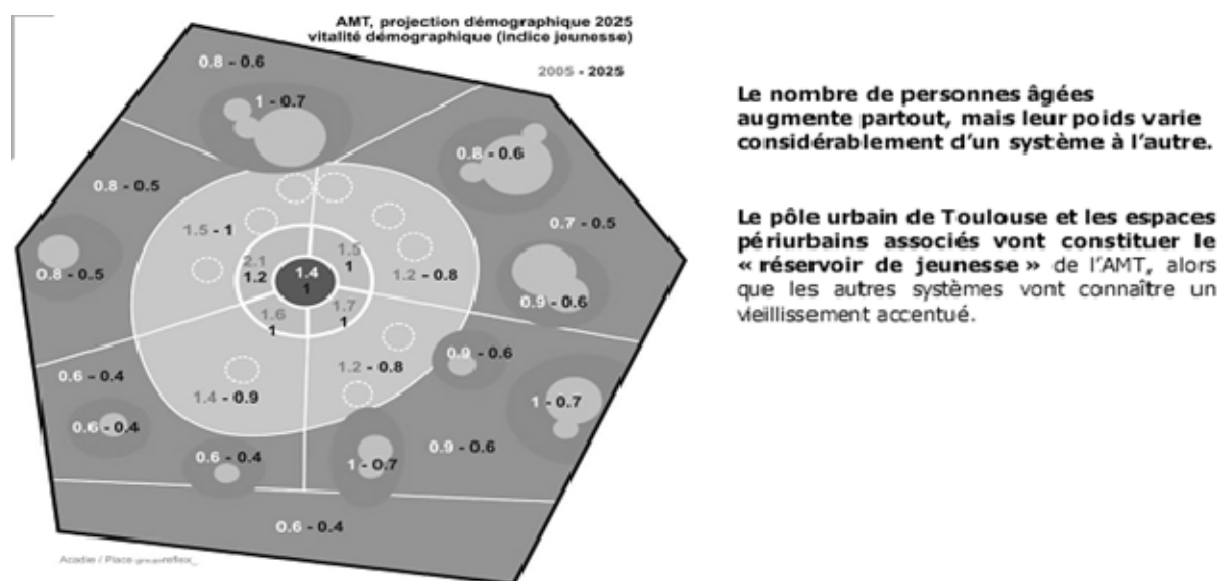 AMT, projection démographique 2025
vitalité démographique (indice jeunesse)
2005 - 2025
0.8 - 0.6
1 - 0.7
0.8 - 0.6
0.8 - 0.5
0.7 - 0.5
1.5 - 1
2.1
1.2
1.5
1
1.4
1
1.2 - 0.8
0.8 - 0.5
0.9 - 0.6
1.6
1
1.7
1
0.9 - 0.6
1.2 - 0.8
0.6 - 0.4
1.4 - 0.9
1 - 0.7
0.6 - 0.4
0.9 - 0.6
0.6 - 0.4
1 - 0.7
0.6 - 0.4
Acadie / Place
Le nombre de personnes âgées
augmente partout, mais leur poids varie
considérablement d'un système à l'autre.
Le pôle urbain de Toulouse et les espaces
périurbains associés vont constituer le
« réservoir de jeunesse » de l'AMT, alors
que les autres systèmes vont connaître un
vieillissement accentué.